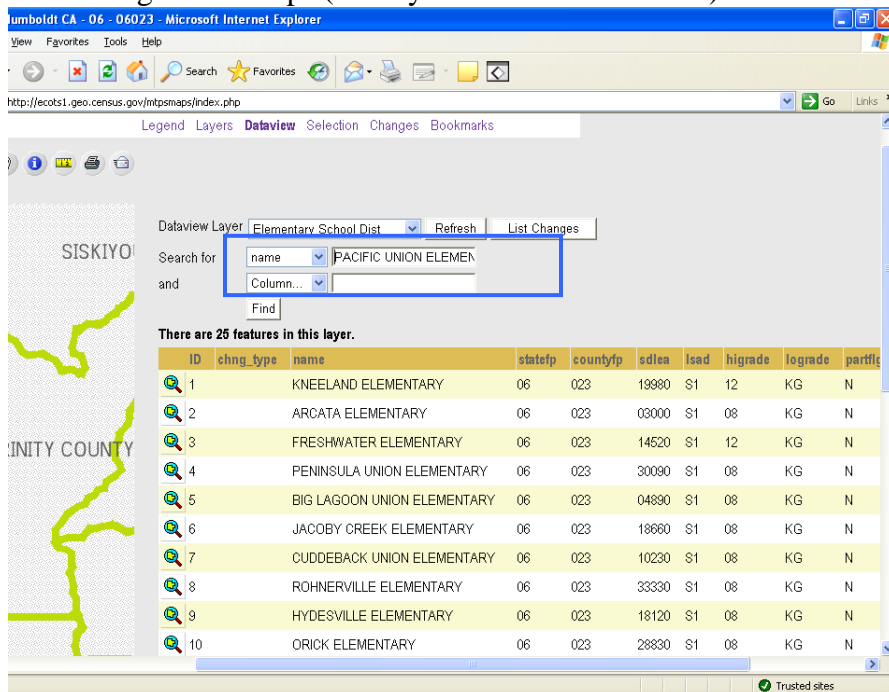 Humboldt CA - 06 - 06023 - Microsoft Internet Explorer
View Favorites Tools Help
Search Favorites
http://ecots1.geo.census.gov/mtpsmaps/index.php Go Links
Legend Layers Dataview Selection Changes Bookmarks
Dataview Layer Elementary School Dist Refresh List Changes
SISKIYO
Search for name PACIFIC UNION ELEMEN
and Column...
Find
There are 25 features in this layer.
ID chng_type name statefp countyfp sdlea lsad higrade lograde partflg
1 KNEELAND ELEMENTARY 06 023 19980 S1 12 KG N
2 ARCATA ELEMENTARY 06 023 03000 S1 08 KG N
3 FRESHWATER ELEMENTARY 06 023 14520 S1 12 KG N
RINITY COUNTY
4 PENINSULA UNION ELEMENTARY 06 023 30090 S1 08 KG N
5 BIG LAGOON UNION ELEMENTARY 06 023 04890 S1 08 KG N
6 JACOBY CREEK ELEMENTARY 06 023 18660 S1 08 KG N
7 CUDDEBACK UNION ELEMENTARY 06 023 10230 S1 08 KG N
8 ROHNERVILLE ELEMENTARY 06 023 33330 S1 08 KG N
9 HYDESVILLE ELEMENTARY 06 023 18120 S1 08 KG N
10 ORICK ELEMENTARY 06 023 28830 S1 08 KG N
Trusted sites